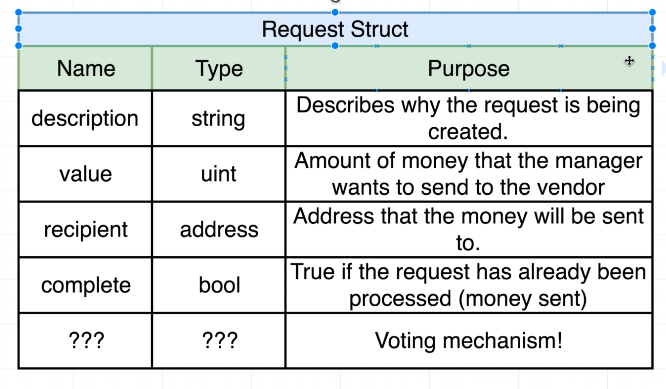 Request Struct
Name Type Purpose
description string Describes why the request is being
created.
value uint Amount of money that the manager
wants to send to the vendor
recipient address Address that the money will be sent
to.
complete bool True if the request has already been
processed (money sent)
??? ??? Voting mechanism!